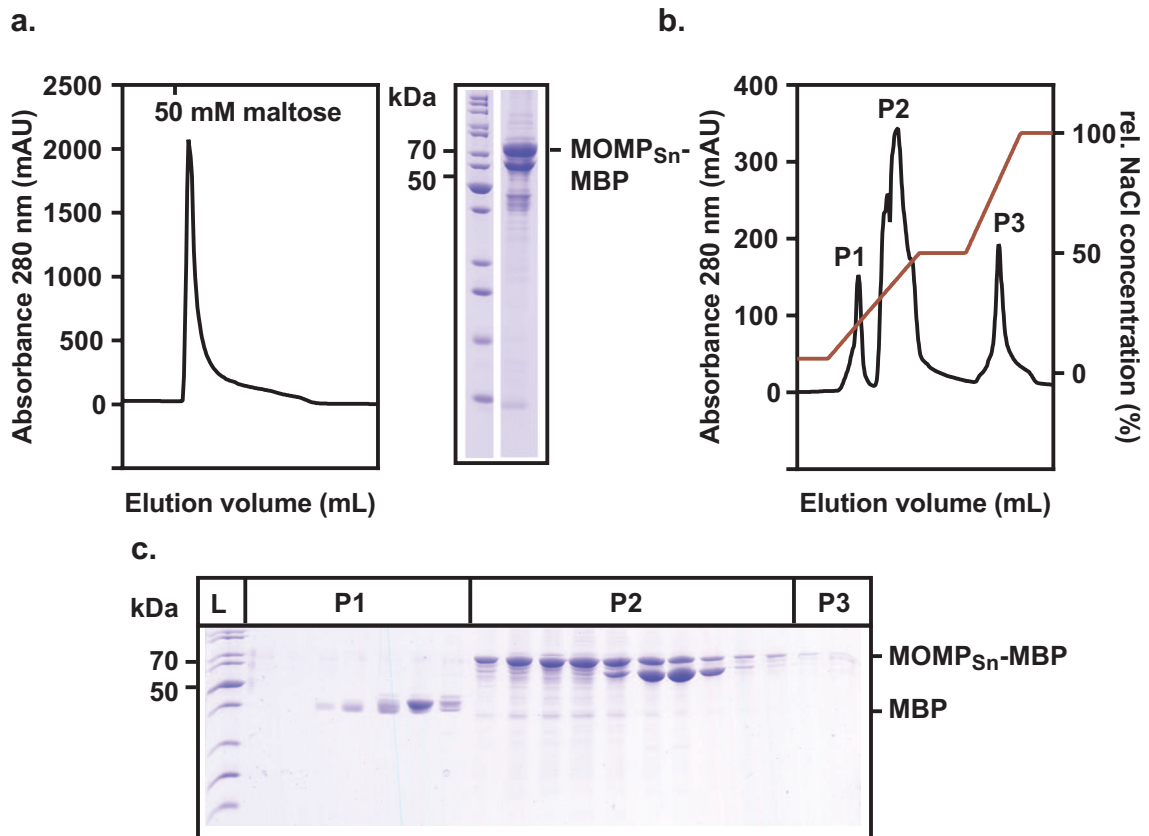 a.
2500
2000
1500
1000
500
0
Absorbance 280 nm (mAU)
50 mM maltose
Elution volume (mL)
kDa
70
50
MOMPSn-
MBP
b.
400
300
200
100
0
Absorbance 280 nm (mAU)
P1
P2
P3
100
50
0
rel. NaCl concentration (%)
Elution volume (mL)
c.
kDa
L
P1
P2
P3
70
50
MOMPSn-MBP
MBP